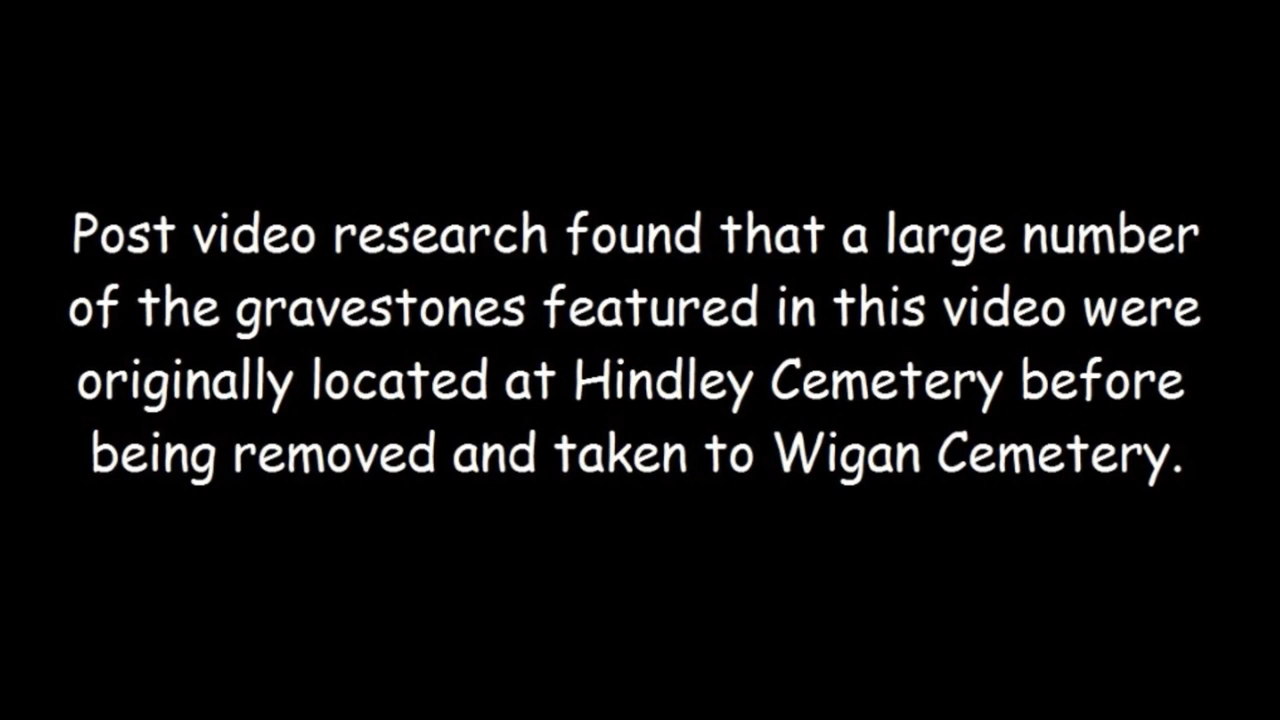 Post video research found that a large number
of the gravestones featured in this video were
originally located at Hindley Cemetery before
being removed and taken to Wigan Cemetery.